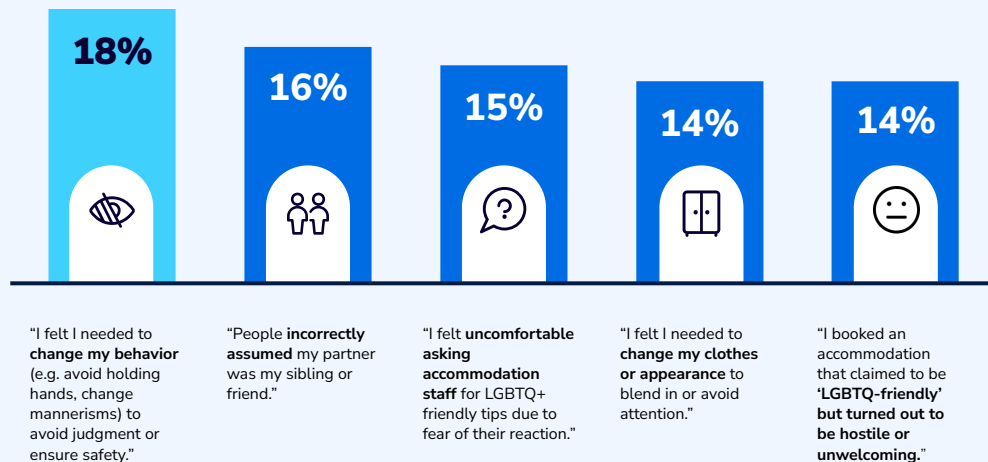 18%
16%
15%
14%
14%
“I felt I needed to
change my behavior
(e.g. avoid holding
hands, change
mannerisms) to
avoid judgment or
ensure safety.”
“People incorrectly
assumed my partner
was my sibling or
friend.”
“I felt uncomfortable
asking
accommodation
staff for LGBTQ+
friendly tips due to
fear of their reaction.”
“I felt I needed to
change my clothes
or appearance to
blend in or avoid
attention.”
“I booked an
accommodation
that claimed to be
‘LGBTQ-friendly’
but turned out to
be hostile or
unwelcoming.”